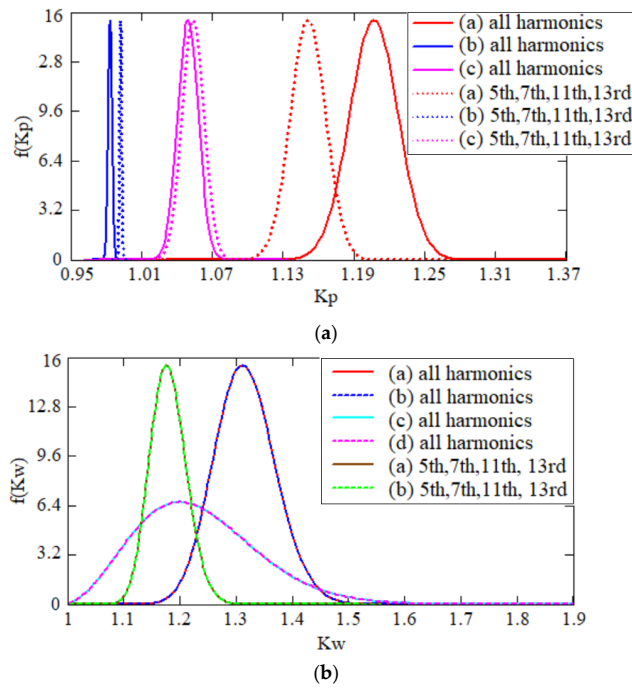 16
2.8
9.6
6.4
3.2
0
f(Kp)
(a) all harmonics
(b) all harmonics
(c) all harmonics
(a) 5th,7th,11th,13rd
(b) 5th,7th,11th,13rd
(c) 5th,7th,11th,13rd
0.95 1.01 1.07 1.13 1.19 1.25 1.31 1.37
Kp
(a)
16
12.8
9.6
6.4
3.2
0
f(Kw)
(a) all harmonics
(b) all harmonics
(c) all harmonics
(d) all harmonics
(a) 5th,7th,11th, 13rd
(b) 5th,7th,11th, 13rd
1 1.1 1.2 1.3 1.4 1.5 1.6 1.7 1.8 1.9
Kw
(b)